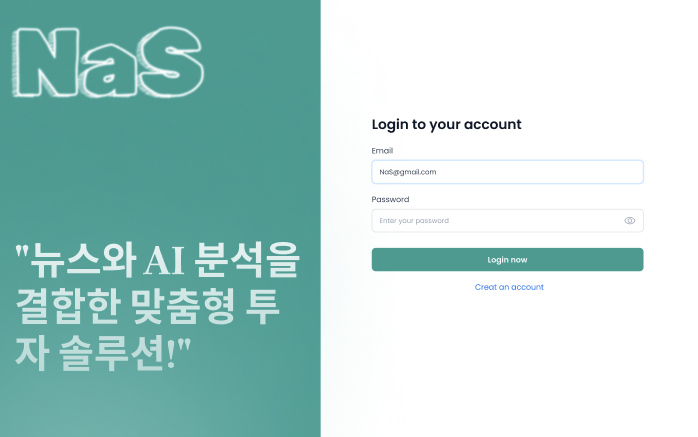 NaS
"뉴스와 AI 분석을
결합한 맞춤형 투
자 솔루션!"
Login to your account
Email
NaS@gmail.com
Password
Enter your password
Login now
Creat an account